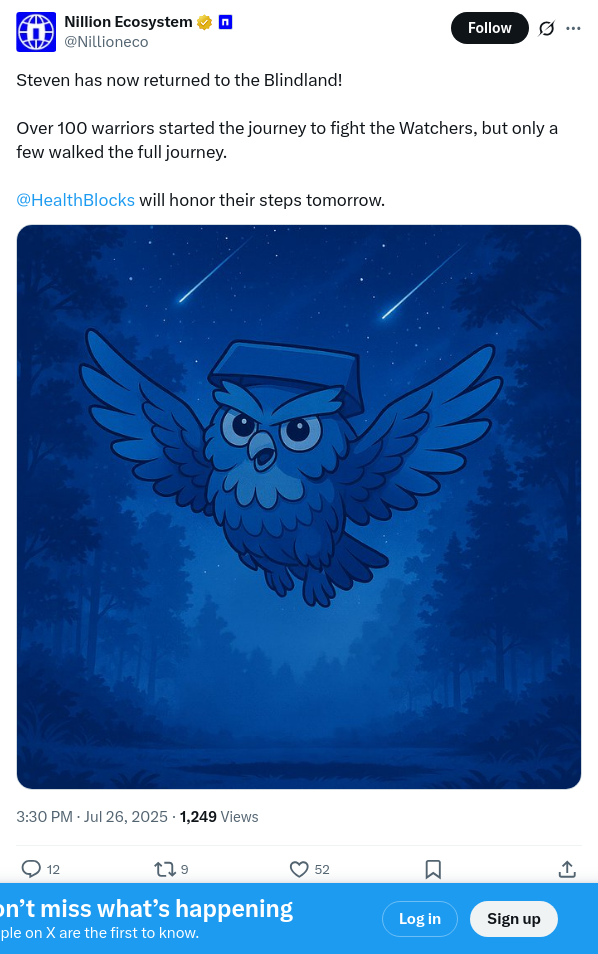 Nillion Ecosystem
@Nillioneco
Follow
Steven has now returned to the Blindland!
Over 100 warriors started the journey to fight the Watchers, but only a
few walked the full journey.
@HealthBlocks will honor their steps tomorrow.
3:30 PM · Jul 26, 2025 · 1,249 Views
12
9
52
on’t miss what’s happening
ple on X are the first to know.
Log in
Sign up